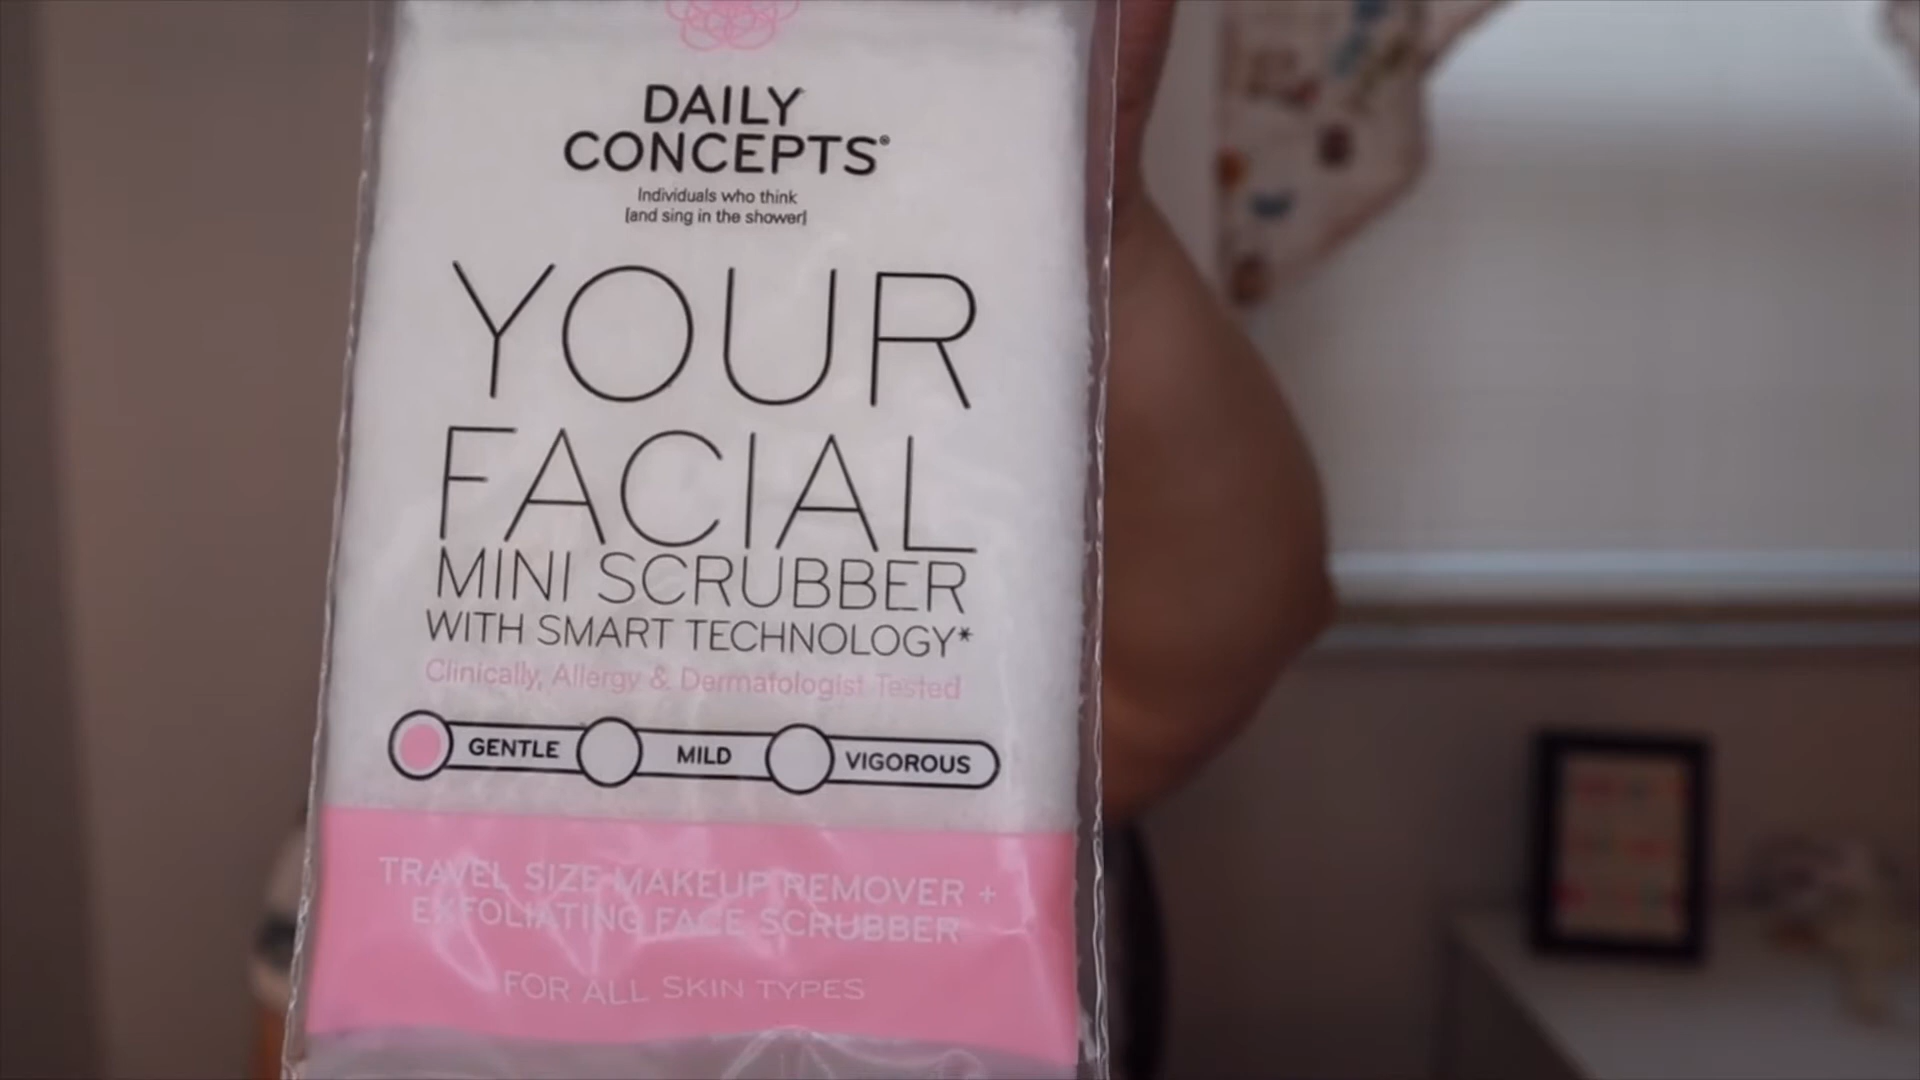 DAILY
CONCEPTS®
Individuals who think
[and sing in the shower]
YOUR
FACIAL
MINI SCRUBBER
WITH SMART TECHNOLOGY*
Clinically, Allergy & Dermatologist Tested
GENTLE MILD VIGOROUS
TRAVEL SIZE MAKEUP REMOVER +
EXFOLIATING FACE SCRUBBER
FOR ALL SKIN TYPES